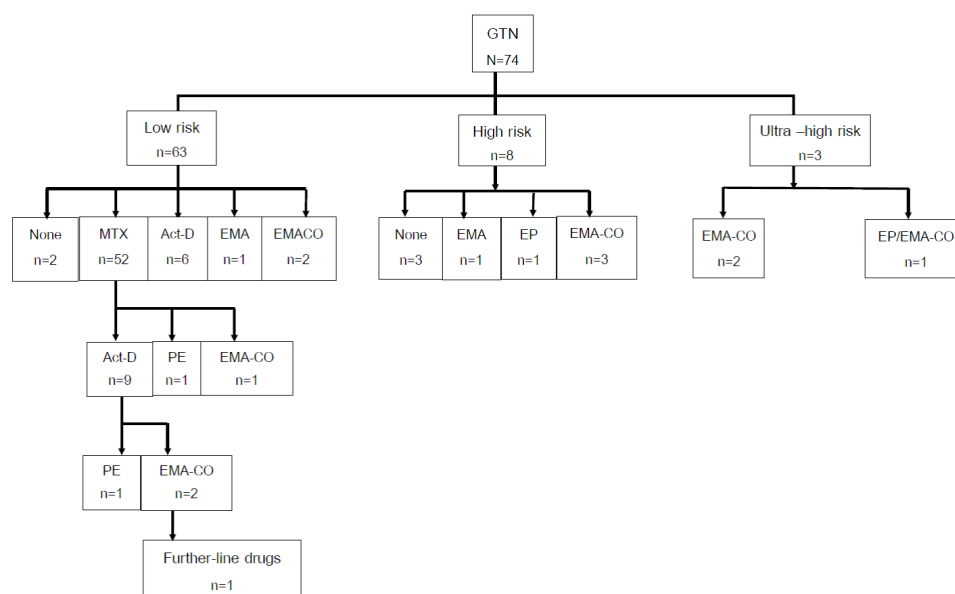 GTN
N=74
Low risk
n=63
High risk
n=8
Ultra –high risk
n=3
None
n=2
MTX
n=52
Act-D
n=6
EMA
n=1
EMACO
n=2
None
n=3
EMA
n=1
EP
n=1
EMA-CO
n=3
EMA-CO
n=2
EP/EMA-CO
n=1
Act-D
n=9
PE
n=1
EMA-CO
n=1
PE
n=1
EMA-CO
n=2
Further-line drugs
n=1